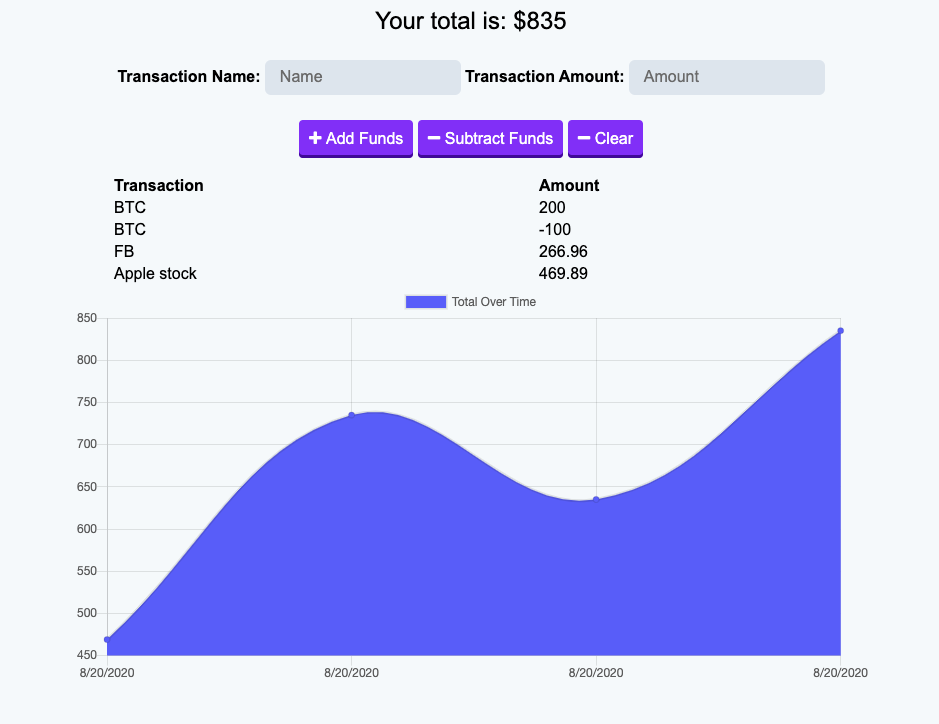 Your total is: $835
Transaction Name: Name Transaction Amount: Amount
Add Funds Subtract Funds Clear
Transaction Amount
BTC 200
BTC -100
FB 266.96
Apple stock 469.89
Total Over Time
850
800
750
700
650
600
550
500
450
8/20/2020 8/20/2020 8/20/2020 8/20/2020